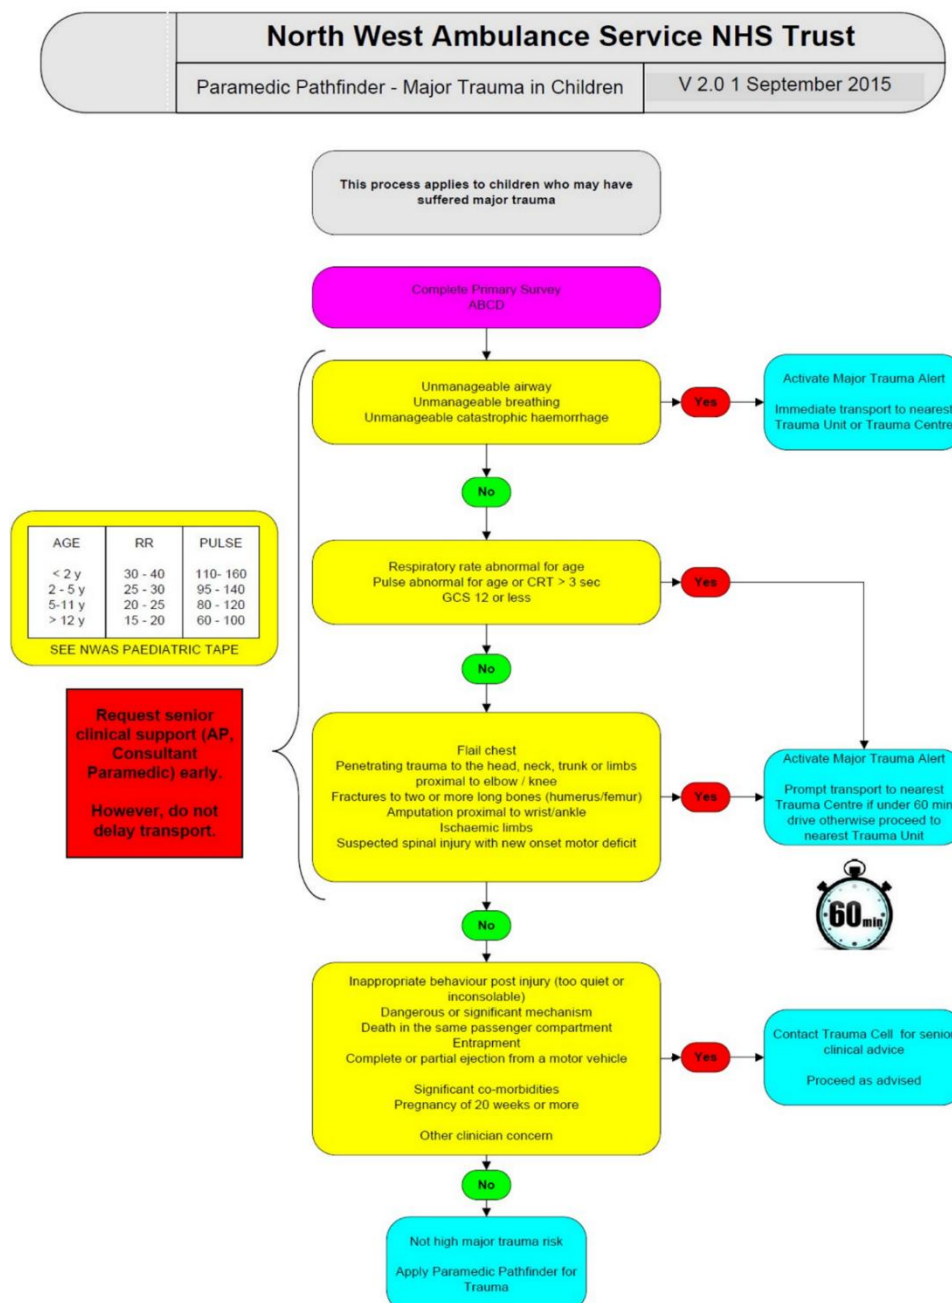 North West Ambulance Service NHS Trust
Paramedic Pathfinder - Major Trauma in Children
V 2.0 1 September 2015
This process applies to children who may have
suffered major trauma
Complete Primary Survey
ABCD
Unmanageable airway
Unmanageable breathing
Unmanageable catastrophic haemorrhage
Yes
Activate Major Trauma Alert
Immediate transport to nearest
Trauma Unit or Trauma Centre
No
AGE RR PULSE
< 2 y 30 - 40 110- 160
2 - 5 y 25 - 30 95 - 140
5-11 y 20 - 25 80 - 120
> 12 y 15 - 20 60 - 100
SEE NWAS PAEDIATRIC TAPE
Respiratory rate abnormal for age
Pulse abnormal for age or CRT > 3 sec
GCS 12 or less
Yes
No
Request senior
clinical support (AP,
Consultant
Paramedic) early.
However, do not
delay transport.
Flail chest
Penetrating trauma to the head, neck, trunk or limbs
proximal to elbow / knee
Fractures to two or more long bones (humerus/femur)
Amputation proximal to wrist/ankle
Ischaemic limbs
Suspected spinal injury with new onset motor deficit
Yes
Activate Major Trauma Alert
Prompt transport to nearest
Trauma Centre if under 60 min
drive otherwise proceed to
nearest Trauma Unit
60 min
No
Inappropriate behaviour post injury (too quiet or
inconsolable)
Dangerous or significant mechanism
Death in the same passenger compartment
Entrapment
Complete or partial ejection from a motor vehicle
Significant co-morbidities
Pregnancy of 20 weeks or more
Other clinician concern
Yes
Contact Trauma Cell for senior
clinical advice
Proceed as advised
No
Not high major trauma risk
Apply Paramedic Pathfinder for
Trauma